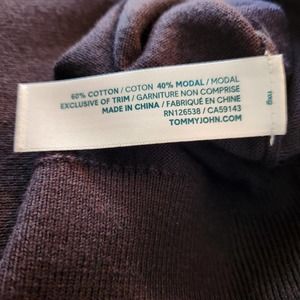 60% COTTON / COTON 40% MODAL / MODAL
EXCLUSIVE OF TRIM / GARNITURE NON COMPRISE
MADE IN CHINA / FABRIQUÉ EN CHINE
RN126538 / CA59143
TOMMYJOHN.COM